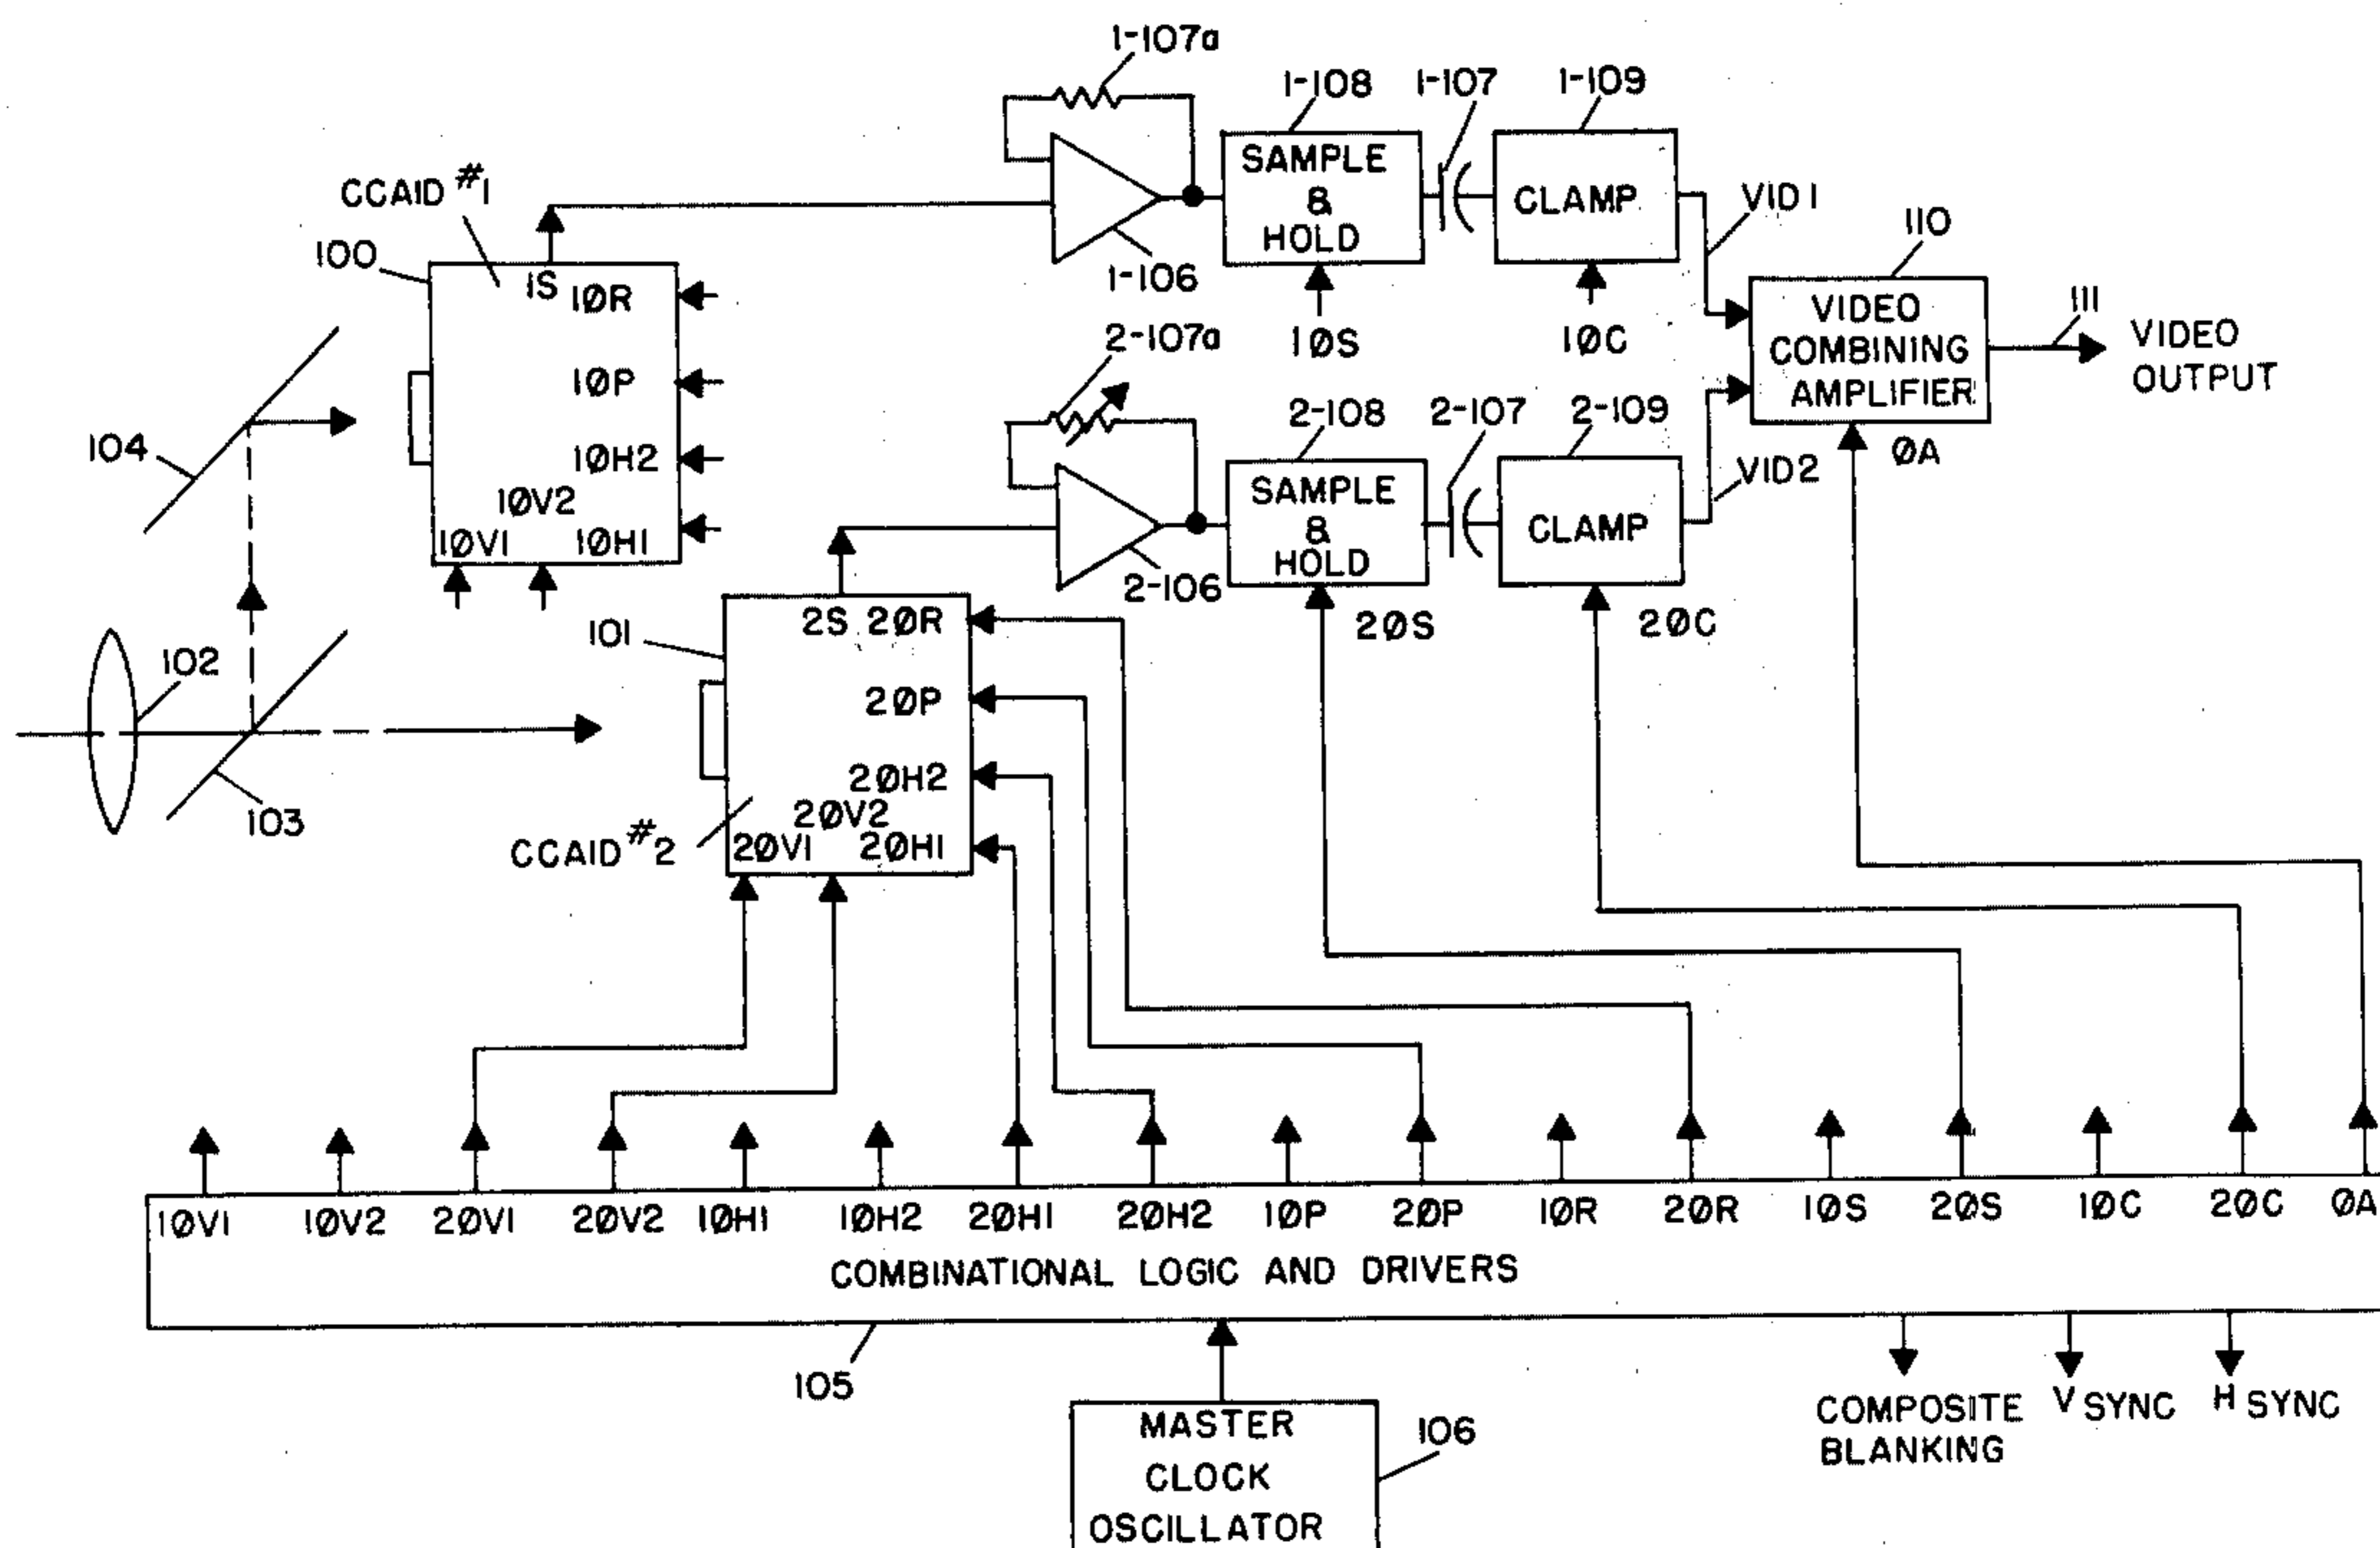 1-107a
1-108
1-107
1-109
SAMPLE
&
HOLD
CLAMP
VID 1
110
CCAID #1
100
1S 1ØR
1ØP
1ØH2
1ØV2
1ØV1 1ØH1
1-106
1ØS
1ØC
VIDEO
COMBINING
AMPLIFIER
111
VIDEO
OUTPUT
ØA
104
2-107a
2-108
2-107
2-109
SAMPLE
&
HOLD
CLAMP
VID2
2-106
2ØS
2ØC
101
2S 2ØR
2ØP
2ØH2
2ØV2
2ØV1 2ØH1
CCAID #2
102
103
1ØV1 1ØV2 2ØV1 2ØV2 1ØH1 1ØH2 2ØH1 2ØH2 1ØP 2ØP 1ØR 2ØR 1ØS 2ØS 1ØC 2ØC ØA
COMBINATIONAL LOGIC AND DRIVERS
105
MASTER
CLOCK
OSCILLATOR
106
COMPOSITE
BLANKING
V SYNC
H SYNC